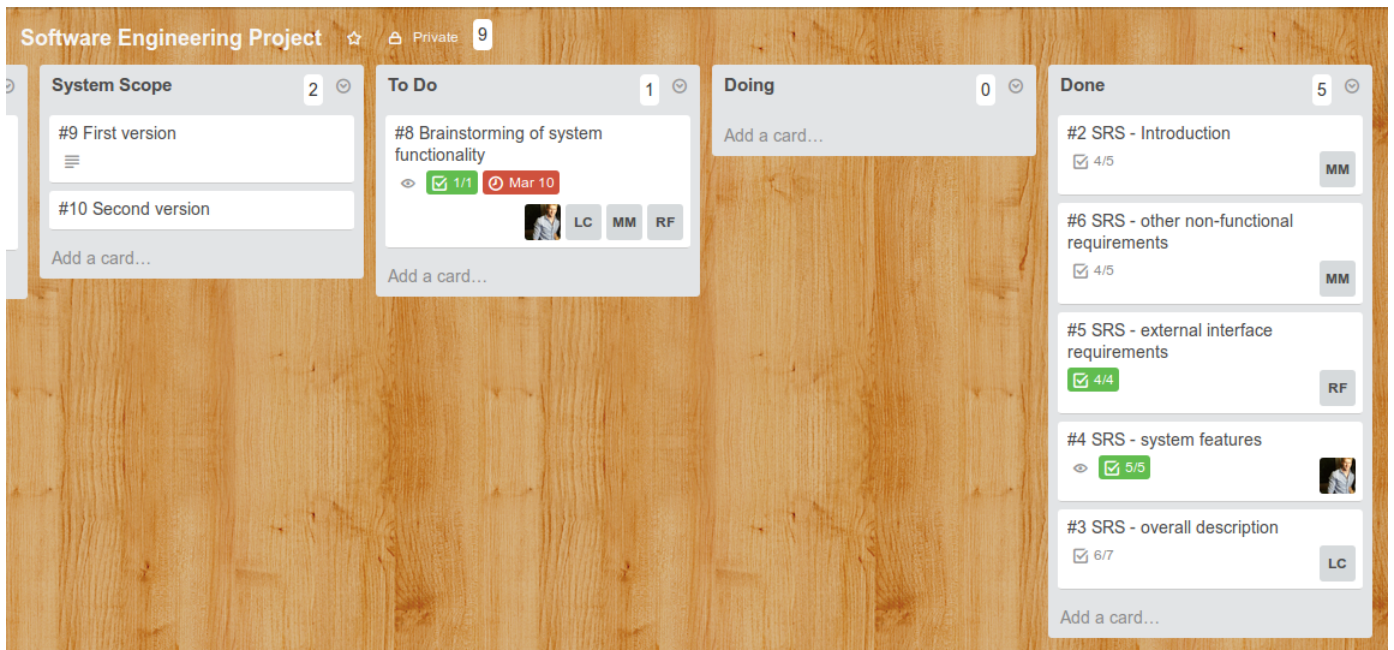 Software Engineering Project Private 9
System Scope 2
#9 First version
#10 Second version
Add a card…
To Do 1
#8 Brainstorming of system
functionality
1/1 Mar 10
LC MM RF
Add a card…
Doing 0
Add a card…
Done 5
#2 SRS - Introduction
4/5
MM
#6 SRS - other non-functional
requirements
4/5
MM
#5 SRS - external interface
requirements
4/4
RF
#4 SRS - system features
5/5
#3 SRS - overall description
6/7
LC
Add a card…